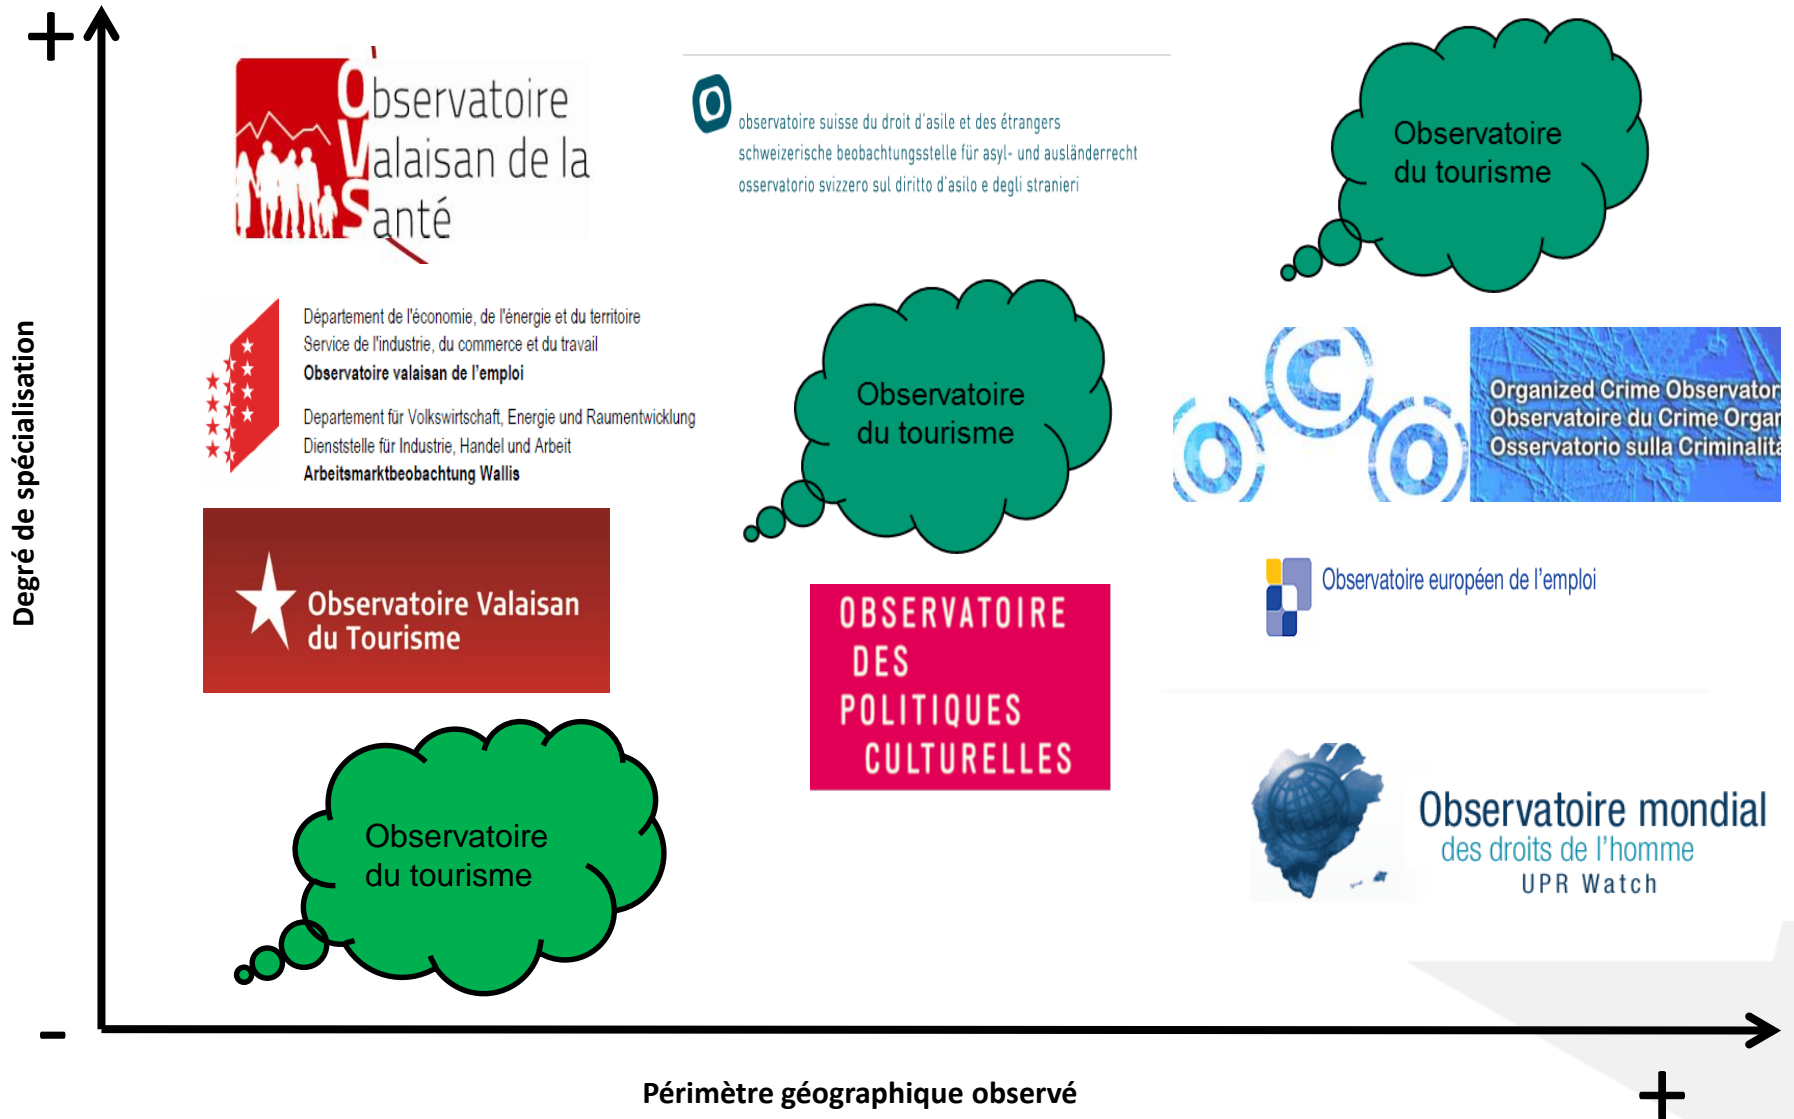 +
Observatoire
Valaisan de la
Santé
observatoire suisse du droit d'asile et des étrangers
schweizerische beobachtungsstelle für asyl- und ausländerrecht
osservatorio svizzero sul diritto d'asilo e degli stranieri
Observatoire
du tourisme
Degré de spécialisation
Département de l'économie, de l'énergie et du territoire
Service de l'industrie, du commerce et du travail
Observatoire valaisan de l'emploi
Departement für Volkswirtschaft, Energie und Raumentwicklung
Dienststelle für Industrie, Handel und Arbeit
Arbeitsmarktbeobachtung Wallis
Observatoire
du tourisme
OCO
Organized Crime Observator
Observatoire du Crime Organ
Osservatorio sulla Criminalità
Observatoire Valaisan
du Tourisme
OBSERVATOIRE
DES
POLITIQUES
CULTURELLES
Observatoire européen de l'emploi
Observatoire
du tourisme
Observatoire mondial
des droits de l'homme
UPR Watch
-
Périmètre géographique observé
+